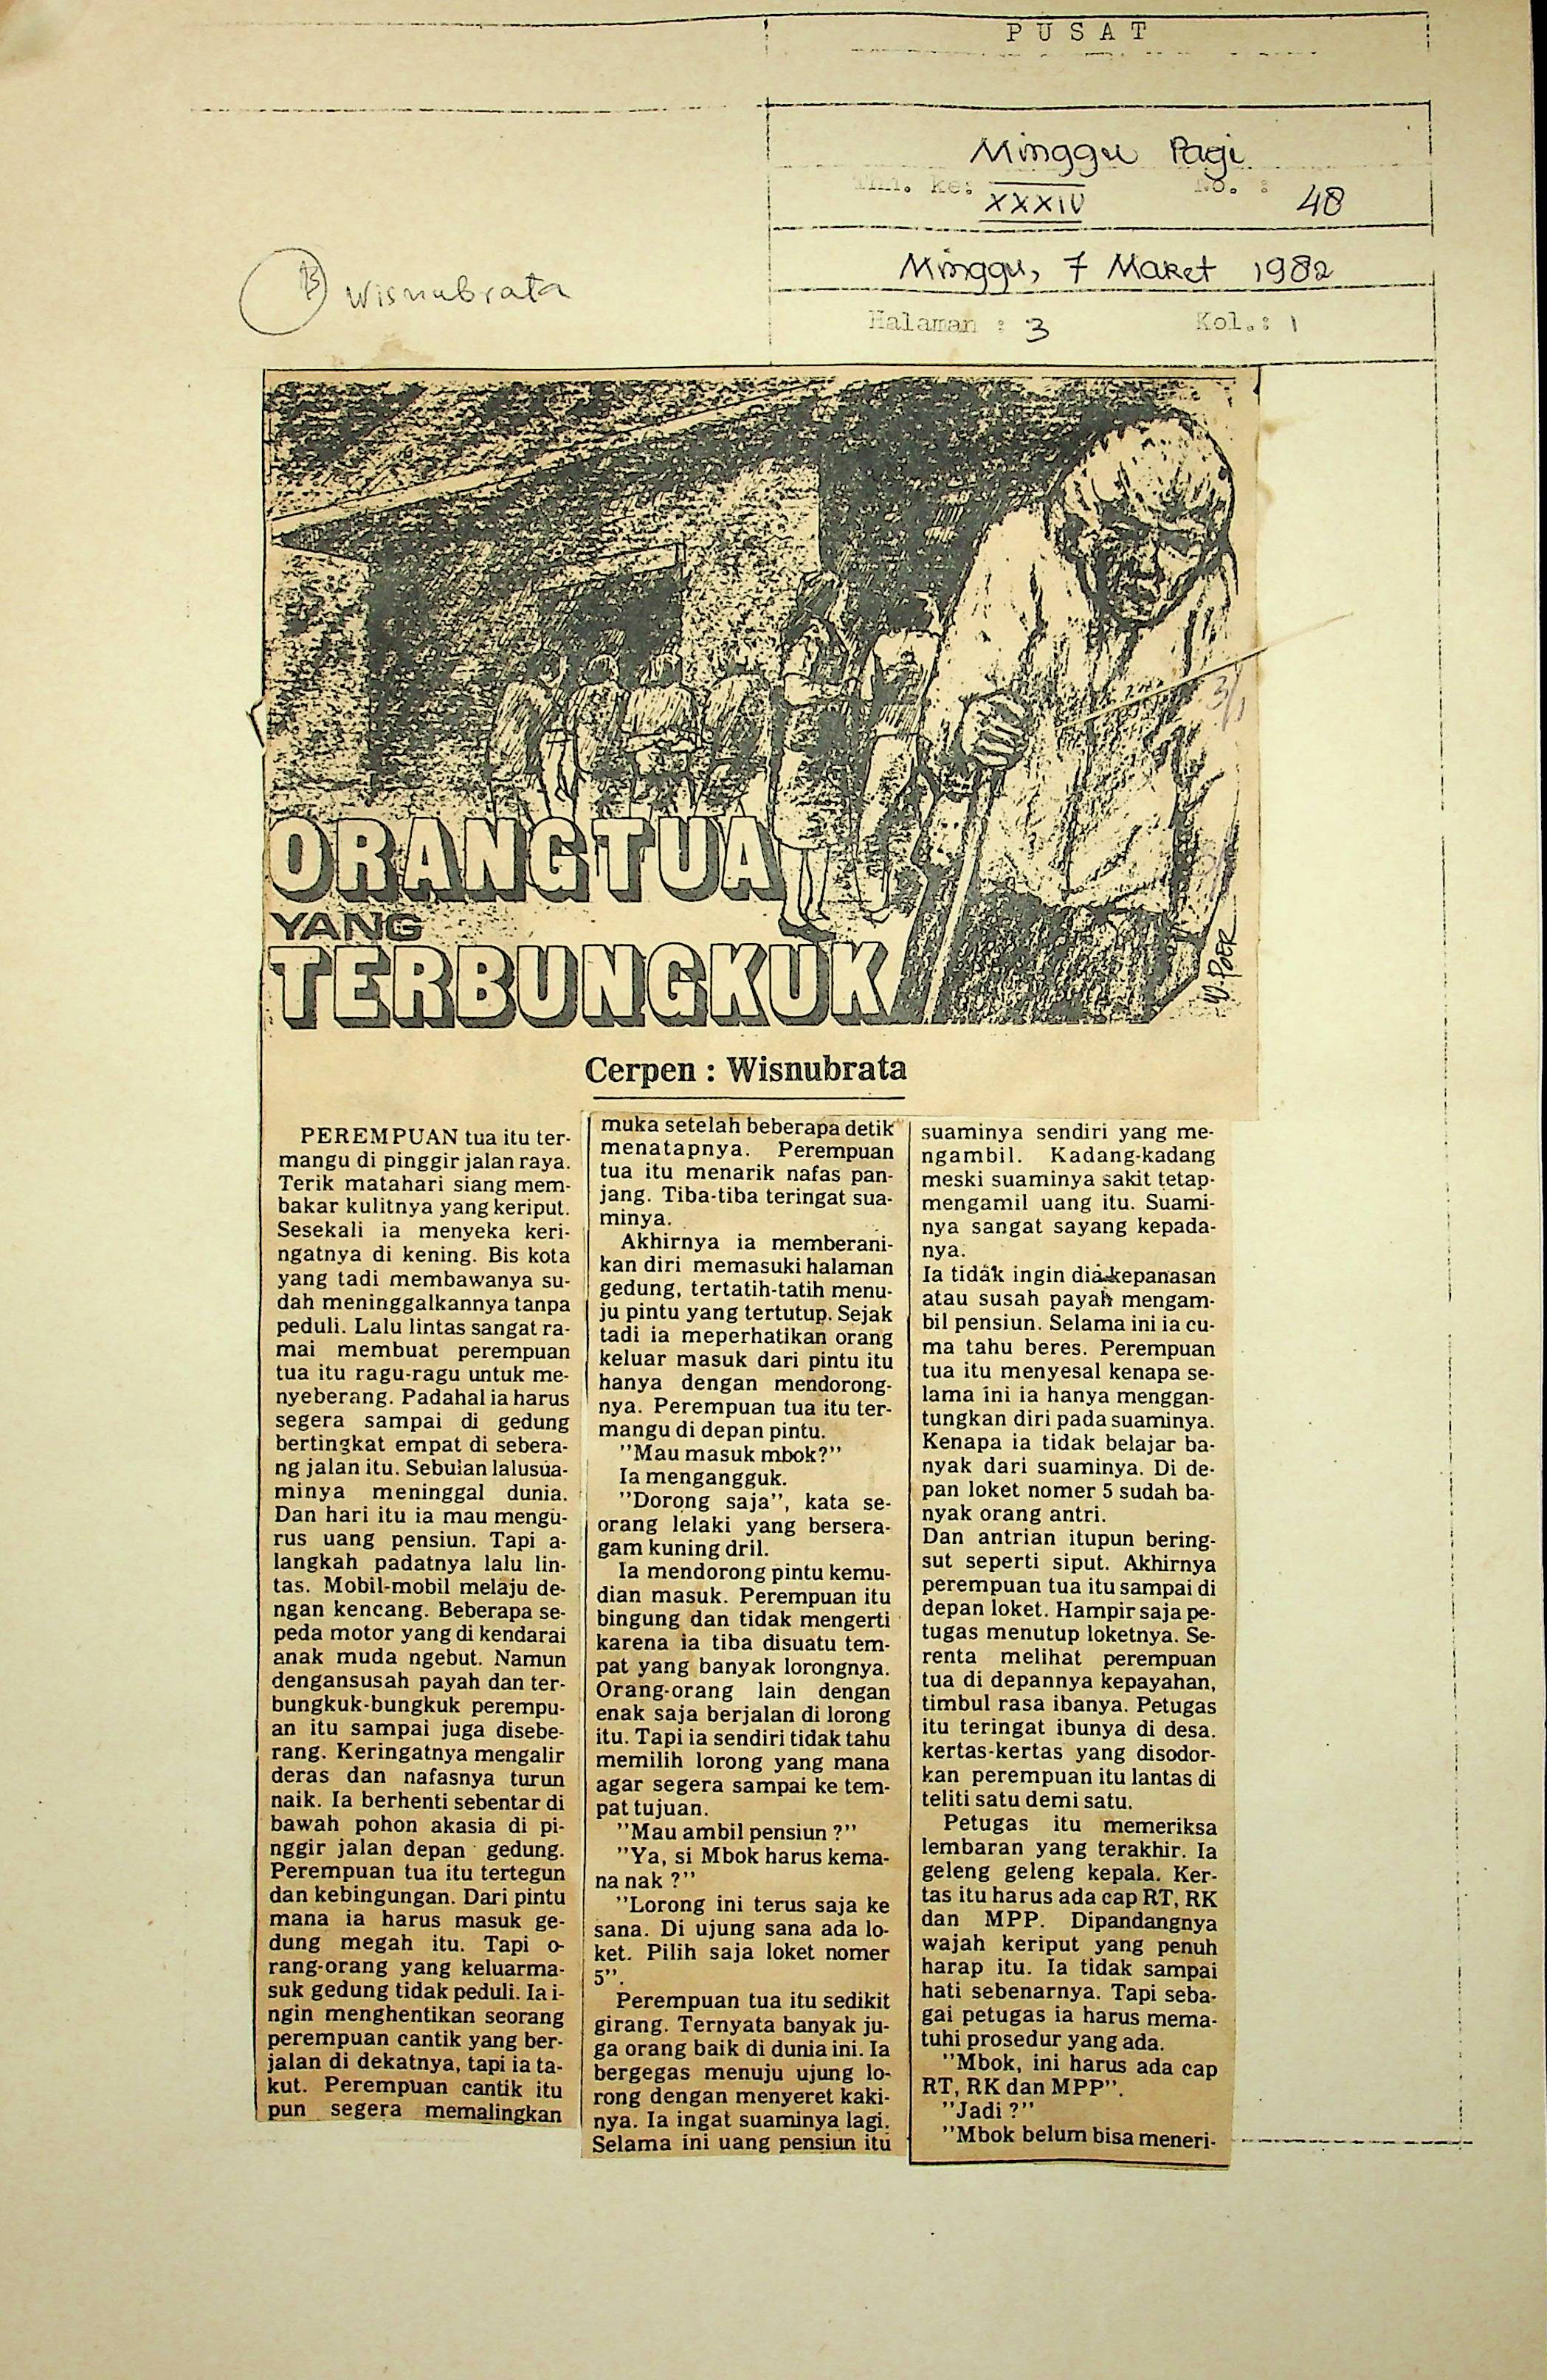 PUSAT
Minggu Pagi
Thn. ke: XXXIV No. : 48
Minggu, 7 Maret 1982
Wisnubrata
Halaman : 3 Kol.: 1
3/1
ORANGTUA
YANG
TERBUNGKUK
W. POER
Cerpen : Wisnubrata
PEREMPUAN tua itu ter-
mangu di pinggir jalan raya.
Terik matahari siang mem-
bakar kulitnya yang keriput.
Sesekali ia menyeka keri-
ngatnya di kening. Bis kota
yang tadi membawanya su-
dah meninggalkannya tanpa
peduli. Lalu lintas sangat ra-
mai membuat perempuan
tua itu ragu-ragu untuk me-
nyeberang. Padahal ia harus
segera sampai di gedung
bertingkat empat di sebera-
ng jalan itu. Sebulan lalu sua-
minya meninggal dunia.
Dan hari itu ia mau mengu-
rus uang pensiun. Tapi a-
langkah padatnya lalu lin-
tas. Mobil-mobil melaju de-
ngan kencang. Beberapa se-
peda motor yang di kendarai
anak muda ngebut. Namun
dengansusah payah dan ter-
bungkuk-bungkuk perempu-
an itu sampai juga disebe-
rang. Keringatnya mengalir
deras dan nafasnya turun
naik. Ia berhenti sebentar di
bawah pohon akasia di pi-
nggir jalan depan gedung.
Perempuan tua itu tertegun
dan kebingungan. Dari pintu
mana ia harus masuk ge-
dung megah itu. Tapi o-
rang-orang yang keluarma-
suk gedung tidak peduli. Ia i-
ngin menghentikan seorang
perempuan cantik yang ber-
jalan di dekatnya, tapi ia ta-
kut. Perempuan cantik itu
pun segera memalingkan
muka setelah beberapa detik
menatapnya. Perempuan
tua itu menarik nafas pan-
jang. Tiba-tiba teringat sua-
minya.
Akhirnya ia memberani-
kan diri memasuki halaman
gedung, tertatih-tatih menu-
ju pintu yang tertutup. Sejak
tadi ia meperhatikan orang
keluar masuk dari pintu itu
hanya dengan mendorong-
nya. Perempuan tua itu ter-
mangu di depan pintu.
''Mau masuk mbok?''
Ia mengangguk.
''Dorong saja'', kata se-
orang lelaki yang bersera-
gam kuning dril.
Ia mendorong pintu kemu-
dian masuk. Perempuan itu
bingung dan tidak mengerti
karena ia tiba disuatu tem-
pat yang banyak lorongnya.
Orang-orang lain dengan
enak saja berjalan di lorong
itu. Tapi ia sendiri tidak tahu
memilih lorong yang mana
agar segera sampai ke tem-
pat tujuan.
''Mau ambil pensiun ?''
''Ya, si Mbok harus kema-
na nak ?''
''Lorong ini terus saja ke
sana. Di ujung sana ada lo-
ket. Pilih saja loket nomer
5''.
Perempuan tua itu sedikit
girang. Ternyata banyak ju-
ga orang baik di dunia ini. Ia
bergegas menuju ujung lo-
rong dengan menyeret kaki-
nya. Ia ingat suaminya lagi.
Selama ini uang pensiun itu
suaminya sendiri yang me-
ngambil. Kadang-kadang
meski suaminya sakit tetap-
mengamil uang itu. Suami-
nya sangat sayang kepada-
nya.
Ia tidak ingin dia kepanasan
atau susah payah mengam-
bil pensiun. Selama ini ia cu-
ma tahu beres. Perempuan
tua itu menyesal kenapa se-
lama ini ia hanya menggan-
tungkan diri pada suaminya.
Kenapa ia tidak belajar ba-
nyak dari suaminya. Di de-
pan loket nomer 5 sudah ba-
nyak orang antri.
Dan antrian itupun bering-
sut seperti siput. Akhirnya
perempuan tua itu sampai di
depan loket. Hampir saja pe-
tugas menutup loketnya. Se-
renta melihat perempuan
tua di depannya kepayahan,
timbul rasa ibanya. Petugas
itu teringat ibunya di desa.
kertas-kertas yang disodor-
kan perempuan itu lantas di
teliti satu demi satu.
Petugas itu memeriksa
lembaran yang terakhir. Ia
geleng geleng kepala. Ker-
tas itu harus ada cap RT, RK
dan MPP. Dipandangnya
wajah keriput yang penuh
harap itu. Ia tidak sampai
hati sebenarnya. Tapi seba-
gai petugas ia harus mema-
tuhi prosedur yang ada.
''Mbok, ini harus ada cap
RT, RK dan MPP''.
''Jadi ?''
''Mbok belum bisa meneri-